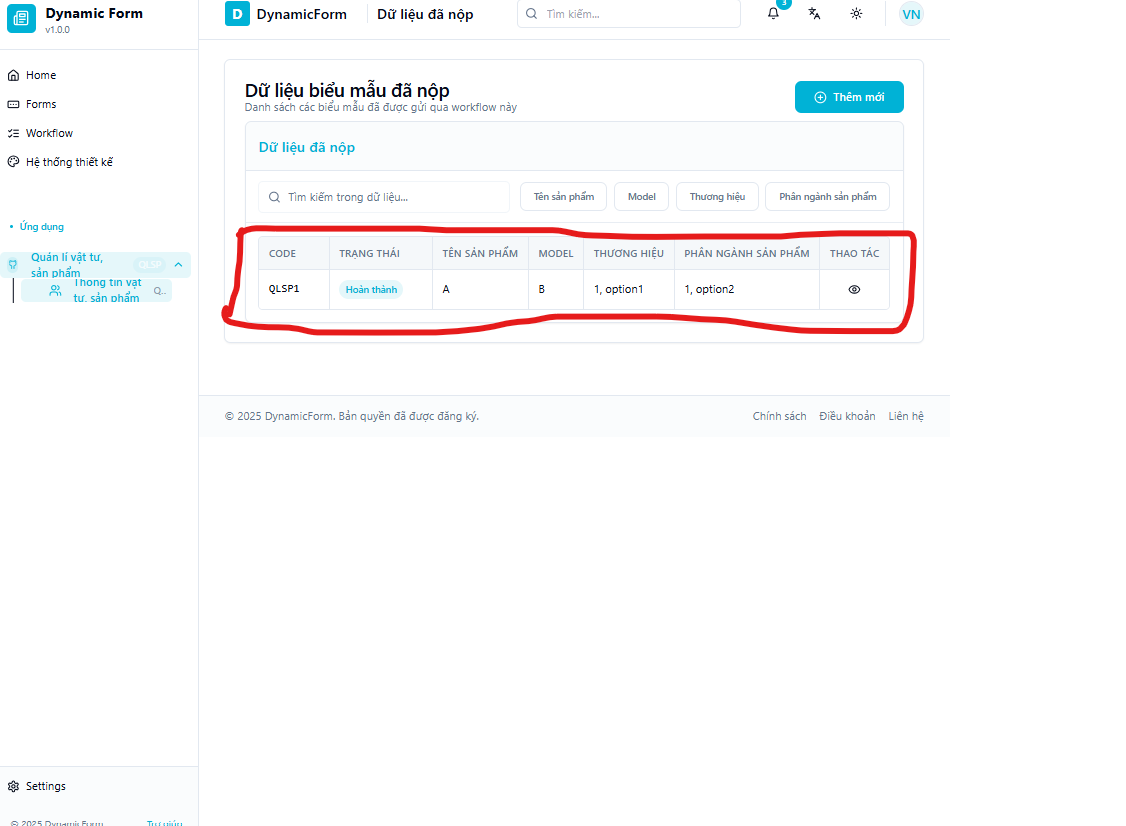 Dynamic Form
v1.0.0
Home
Forms
Workflow
Hệ thống thiết kế
Ứng dụng
Quản lí vật tư, sản phẩm
QLSP
Thông tin vật tư, sản phẩm
Q..
Settings
© 2025 DynamicForm
Trợ giúp
D DynamicForm
Dữ liệu đã nộp
Tìm kiếm...
3
VN
Dữ liệu biểu mẫu đã nộp
Danh sách các biểu mẫu đã được gửi qua workflow này
Thêm mới
Dữ liệu đã nộp
Tìm kiếm trong dữ liệu...
Tên sản phẩm
Model
Thương hiệu
Phân ngành sản phẩm
CODE TRẠNG THÁI TÊN SẢN PHẨM MODEL THƯƠNG HIỆU PHÂN NGÀNH SẢN PHẨM THAO TÁC
QLSP1 Hoàn thành A B 1, option1 1, option2
© 2025 DynamicForm. Bản quyền đã được đăng ký.
Chính sách Điều khoản Liên hệ